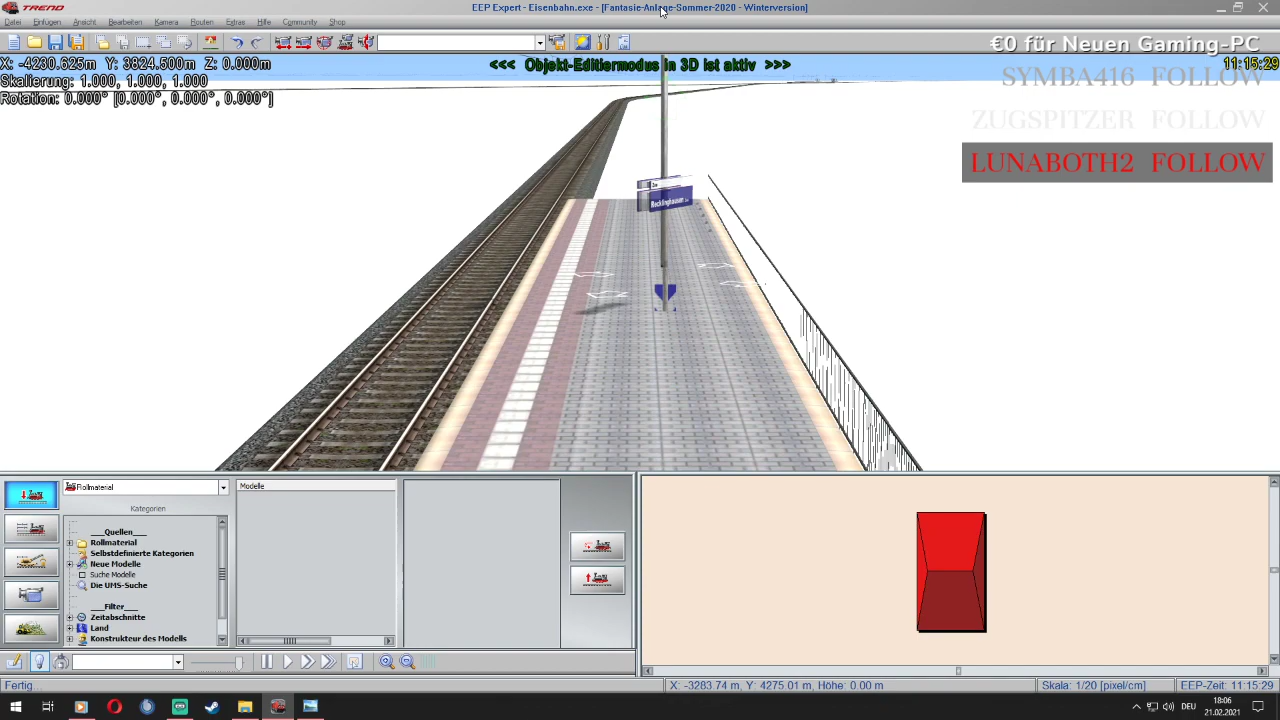 TREND
EEP Expert - Eisenbahn.exe - [Fantasie-Anlage-Sommer-2020 - Winterversion]
Datei Einfügen Ansicht Bearbeiten Kamera Routen Extras Hilfe Community Shop
€0 für Neuen Gaming-PC
X: -4230.625m Y: 3824.500m Z: 0.000m
<<< Objekt-Editiermodus in 3D ist aktiv >>>
11:15:29
Skalierung: 1.000, 1.000, 1.000
SYMBA416 FOLLOW
Rotation: 0.000° [0.000°, 0.000°, 0.000°]
ZUGSPITZER FOLLOW
LUNABOTH2 FOLLOW
Recklinghausen
Rollmaterial
Modelle
Kategorien
___Quellen___
Rollmaterial
Selbstdefinierte Kategorien
Neue Modelle
Suche Modelle
Die UMS-Suche
___Filter___
Zeitabschnitte
Land
Konstrukteur des Modells
Fertig...
X: -3283.74 m, Y: 4275.01 m, Höhe: 0.00 m
Skala: 1/20 [pixel/cm]
EEP-Zeit: 11:15:29
DEU
18:06
21.02.2021